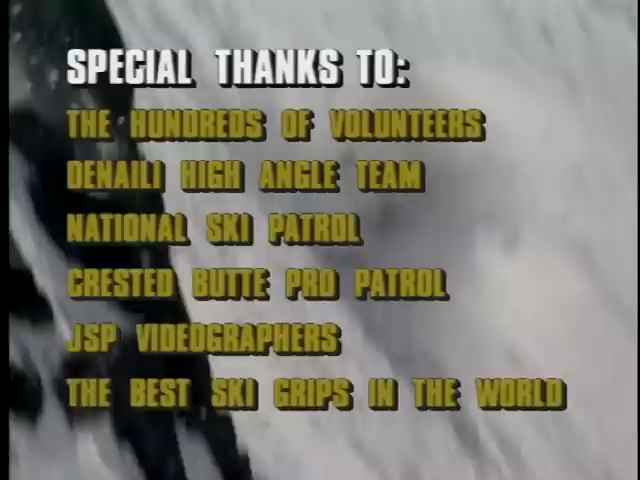 SPECIAL THANKS TO:
THE HUNDREDS OF VOLUNTEERS
DENAILI HIGH ANGLE TEAM
NATIONAL SKI PATROL
CRESTED BUTTE PRO PATROL
JSP VIDEOGRAPHERS
THE BEST SKI GRIPS IN THE WORLD